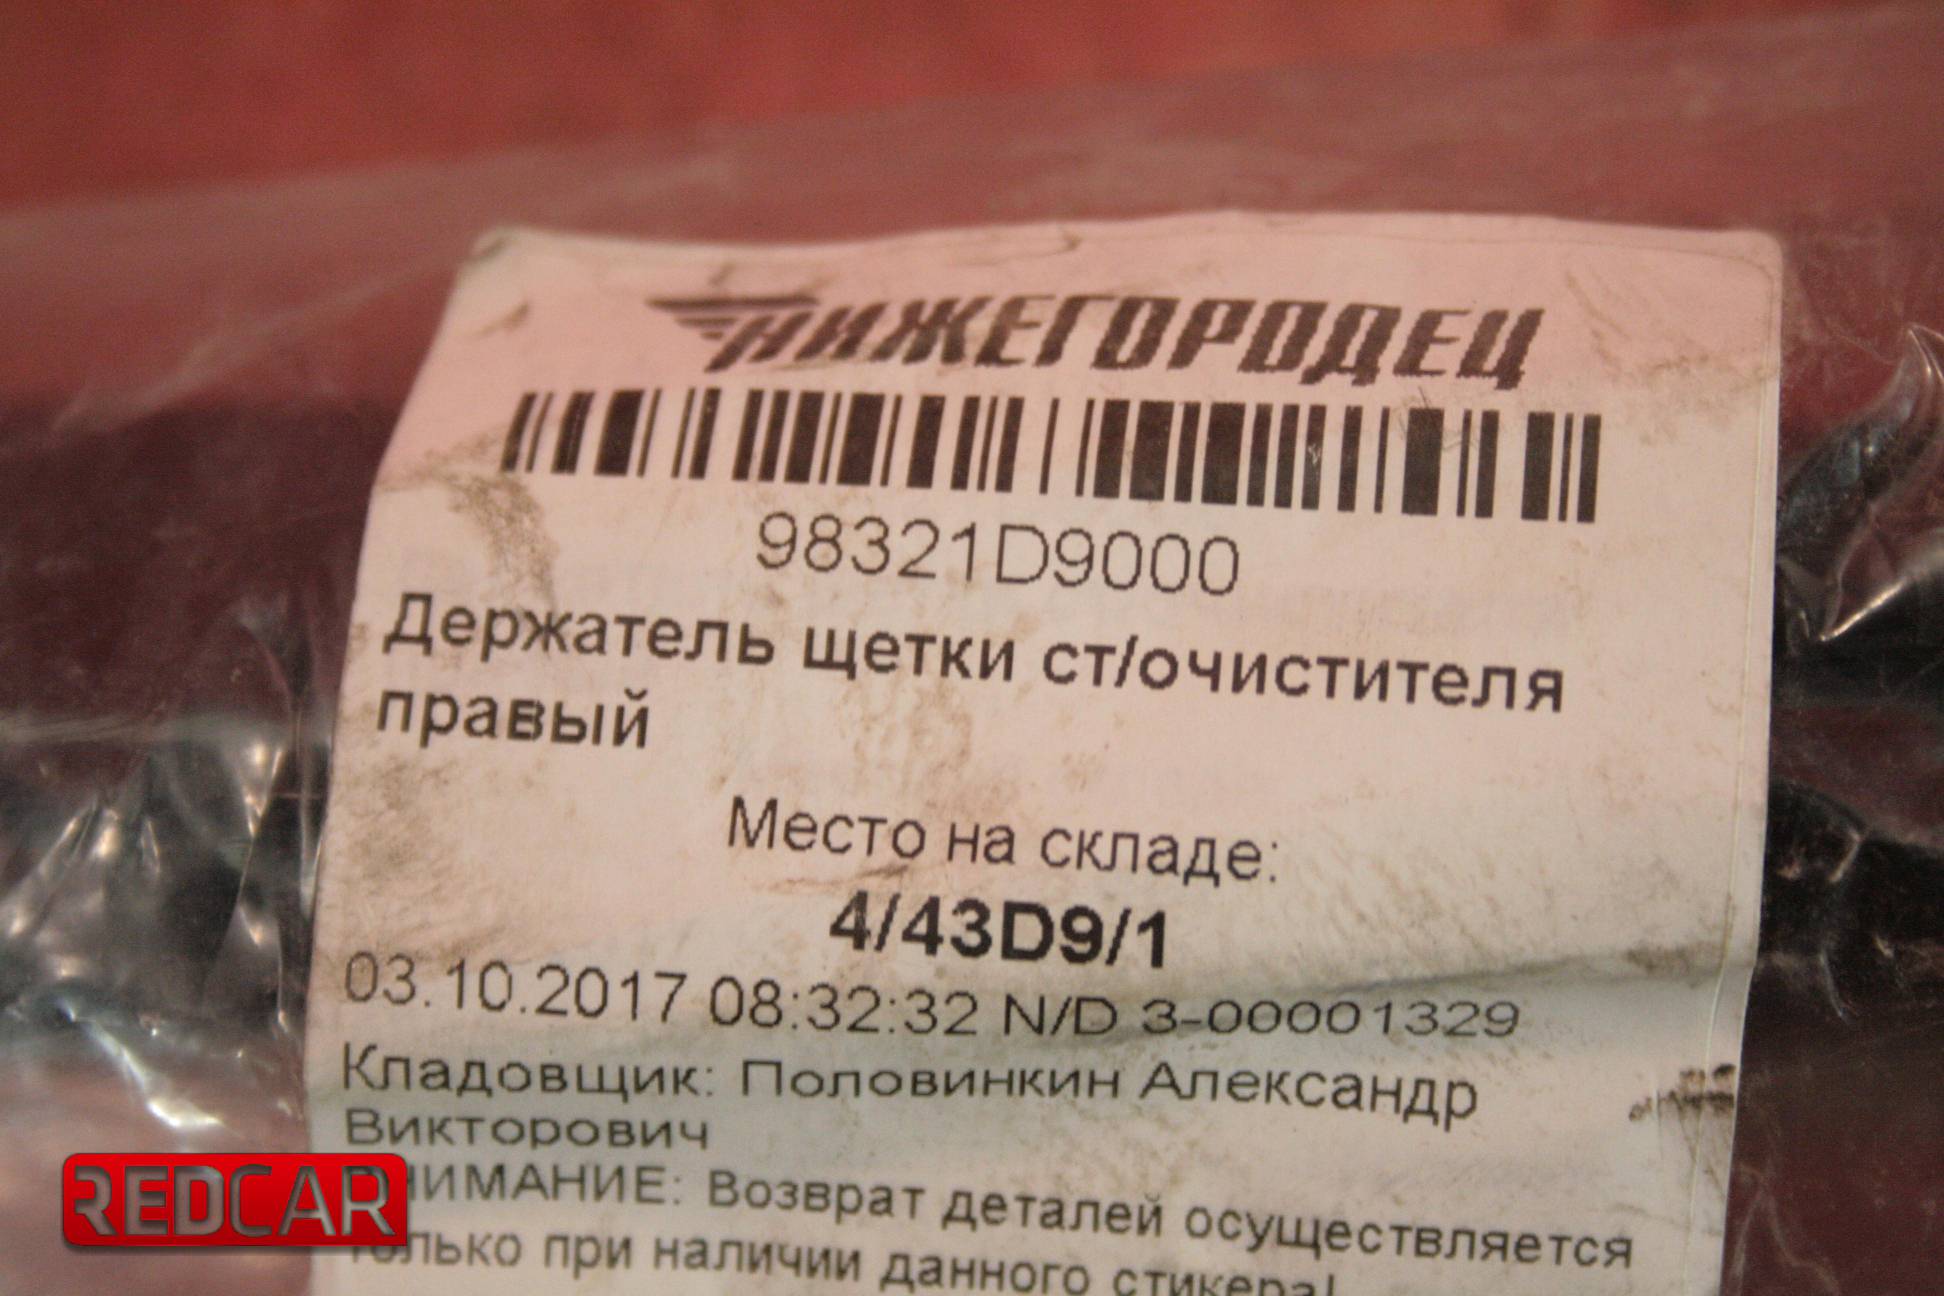 НИЖЕГОРОДЕЦ
98321D9000
Держатель щетки ст/очистителя
правый
Место на складе:
4/43D9/1
03.10.2017 08:32:32 N/D 3-00001329
Кладовщик: Половинкин Александр
Викторович
ВНИМАНИЕ: Возврат деталей осуществляется
только при наличии данного стикера!
REDCAR